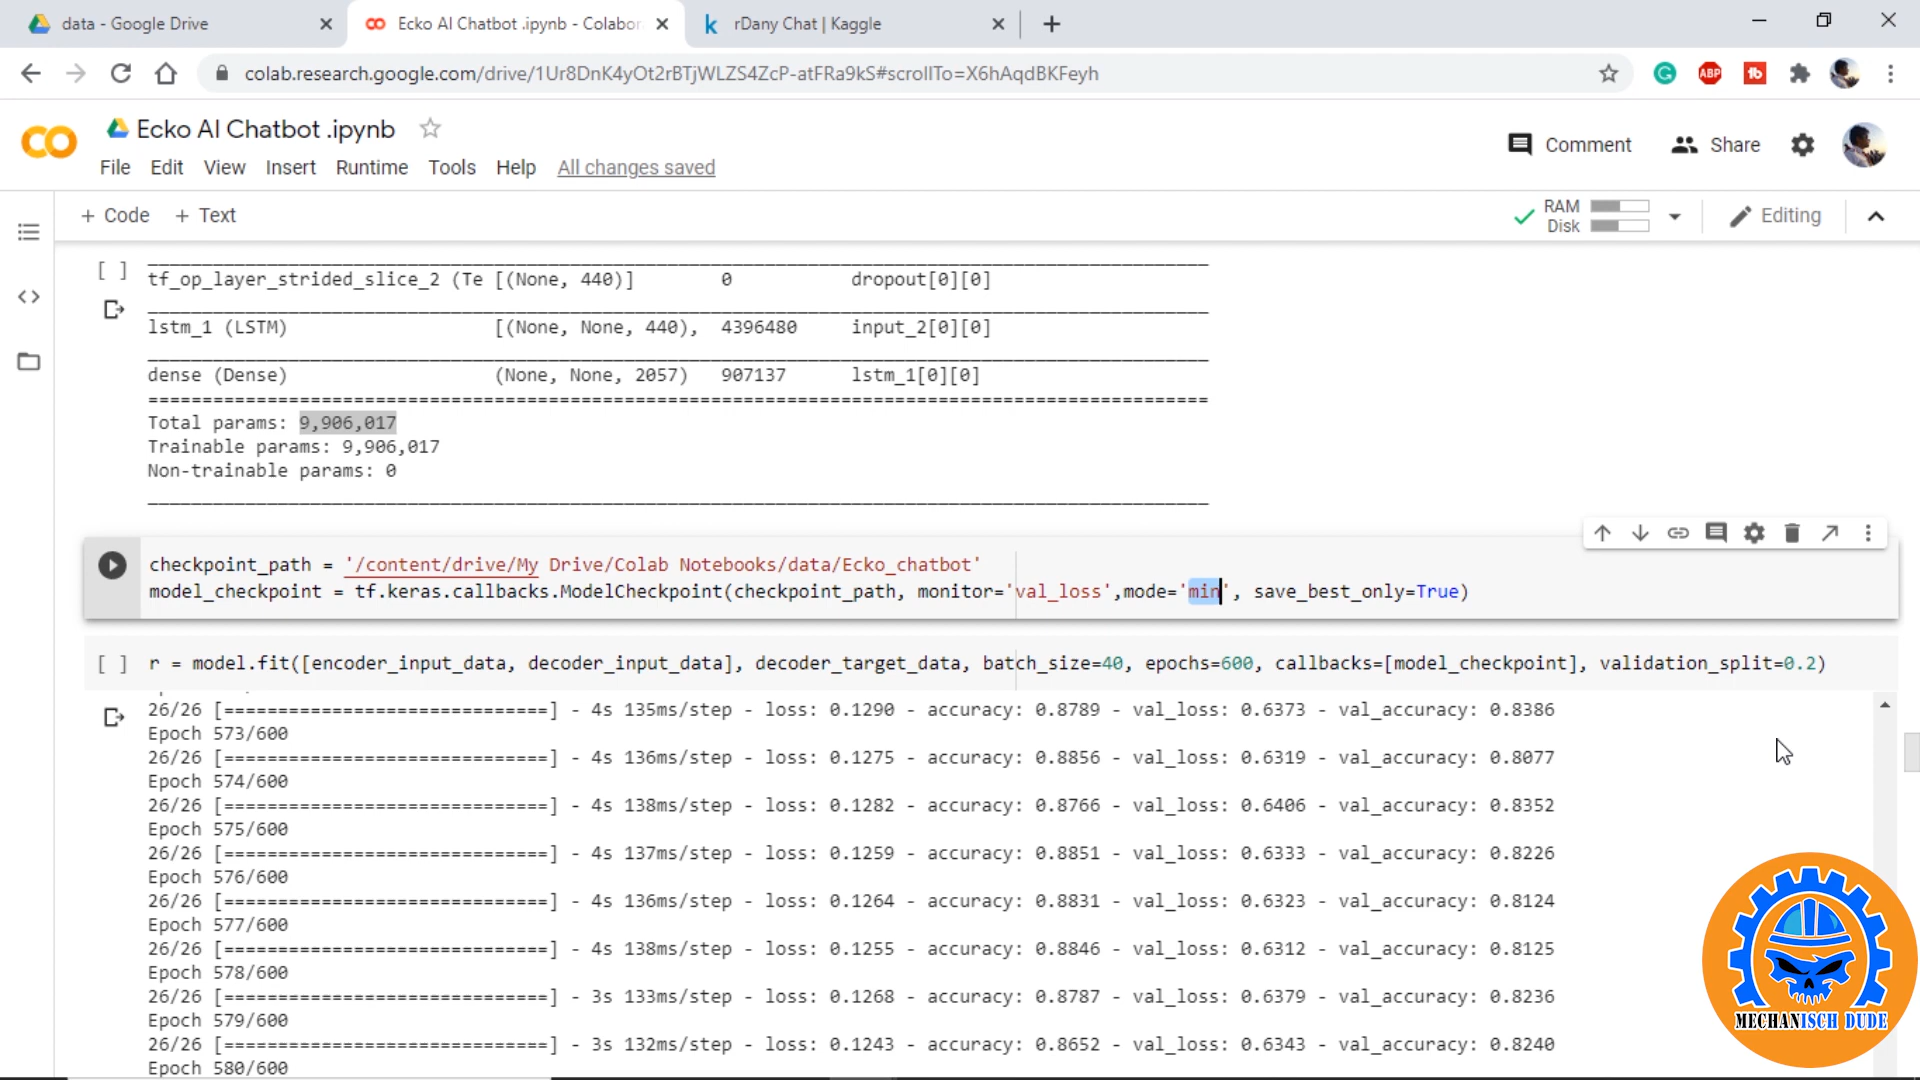 data - Google Drive
Ecko AI Chatbot .ipynb - Colabor
k rDany Chat | Kaggle
colab.research.google.com/drive/1Ur8DnK4yOt2rBTjWLZS4ZcP-atFRa9kS#scrollTo=X6hAqdBKFeyh
ABP
tb
CO Ecko AI Chatbot .ipynb
Comment Share
File Edit View Insert Runtime Tools Help All changes saved
+ Code + Text
RAM
Disk
Editing
[ ] tf_op_layer_strided_slice_2 (Te [(None, 440)] 0 dropout[0][0]
lstm_1 (LSTM) [(None, None, 440), 4396480 input_2[0][0]
dense (Dense) (None, None, 2057) 907137 lstm_1[0][0]
==================================================================================================
Total params: 9,906,017
Trainable params: 9,906,017
Non-trainable params: 0
checkpoint_path = '/content/drive/My Drive/Colab Notebooks/data/Ecko_chatbot'
model_checkpoint = tf.keras.callbacks.ModelCheckpoint(checkpoint_path, monitor='val_loss',mode='min', save_best_only=True)
[ ] r = model.fit([encoder_input_data, decoder_input_data], decoder_target_data, batch_size=40, epochs=600, callbacks=[model_checkpoint], validation_split=0.2)
26/26 [==============================] - 4s 135ms/step - loss: 0.1290 - accuracy: 0.8789 - val_loss: 0.6373 - val_accuracy: 0.8386
Epoch 573/600
26/26 [==============================] - 4s 136ms/step - loss: 0.1275 - accuracy: 0.8856 - val_loss: 0.6319 - val_accuracy: 0.8077
Epoch 574/600
26/26 [==============================] - 4s 138ms/step - loss: 0.1282 - accuracy: 0.8766 - val_loss: 0.6406 - val_accuracy: 0.8352
Epoch 575/600
26/26 [==============================] - 4s 137ms/step - loss: 0.1259 - accuracy: 0.8851 - val_loss: 0.6333 - val_accuracy: 0.8226
Epoch 576/600
26/26 [==============================] - 4s 136ms/step - loss: 0.1264 - accuracy: 0.8831 - val_loss: 0.6323 - val_accuracy: 0.8124
Epoch 577/600
26/26 [==============================] - 4s 138ms/step - loss: 0.1255 - accuracy: 0.8846 - val_loss: 0.6312 - val_accuracy: 0.8125
Epoch 578/600
26/26 [==============================] - 3s 133ms/step - loss: 0.1268 - accuracy: 0.8787 - val_loss: 0.6379 - val_accuracy: 0.8236
Epoch 579/600
26/26 [==============================] - 3s 132ms/step - loss: 0.1243 - accuracy: 0.8652 - val_loss: 0.6343 - val_accuracy: 0.8240
Epoch 580/600
MECHANISCH DUDE